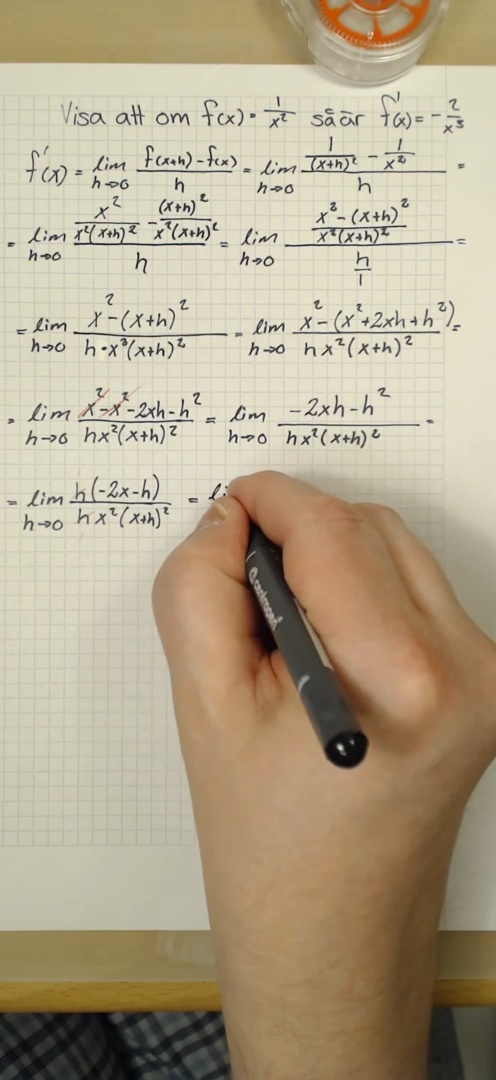 Visa att om f(x) = 1/x² så är f'(x) = -2/x³
f'(x) = lim h→0 (f(x+h) - f(x))/h = lim h→0 (1/(x+h)² - 1/x²)/h =
= lim h→0 (x²/(x²(x+h)²) - (x+h)²/(x²(x+h)²))/h = lim h→0 ((x² - (x+h)²)/(x²(x+h)²))/(h/1) =
= lim h→0 (x² - (x+h)²)/(h·x²(x+h)²) = lim h→0 (x² - (x²+2xh+h²))/(hx²(x+h)²) =
= lim h→0 (x² - x² - 2xh - h²)/(hx²(x+h)²) = lim h→0 (-2xh - h²)/(hx²(x+h)²) =
= lim h→0 (h(-2x-h))/(hx²(x+h)²) = li
centropen